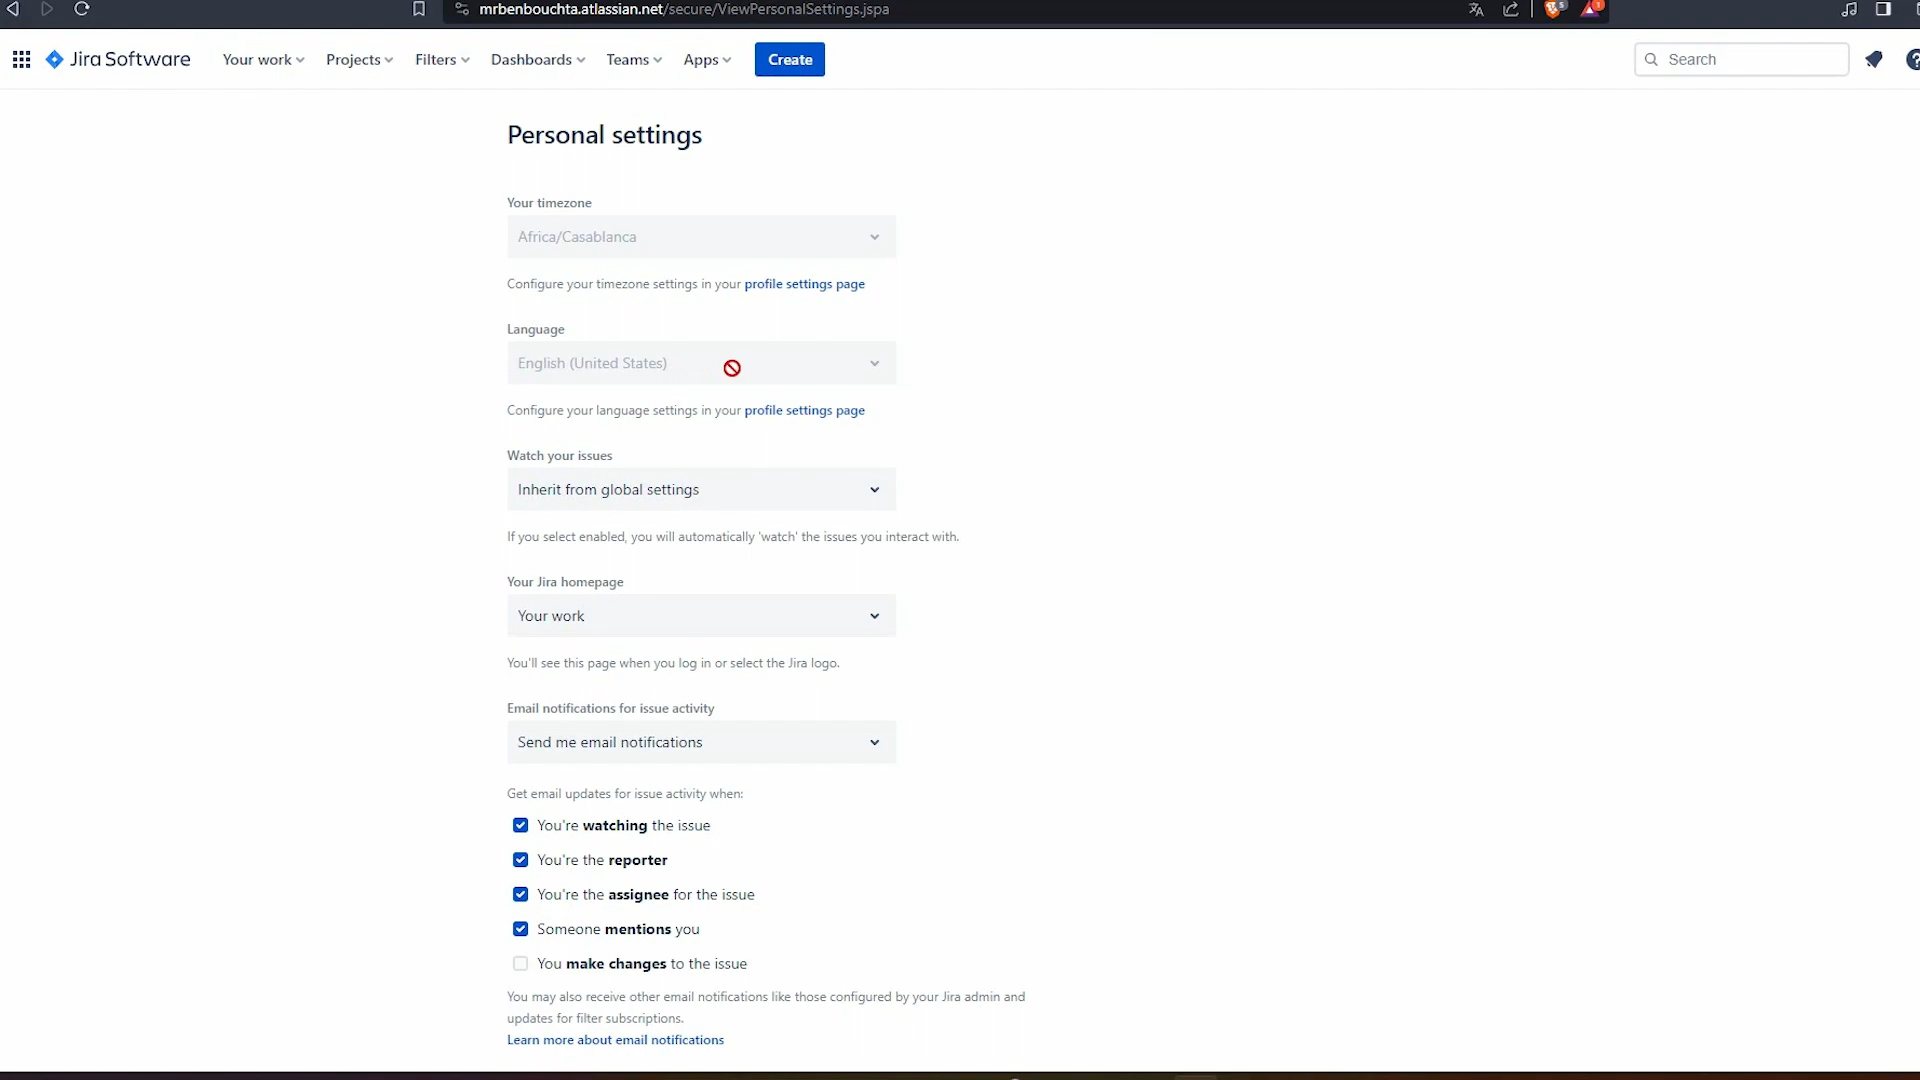 mrbenbouchta.atlassian.net/secure/ViewPersonalSettings.jspa
5
1
Jira Software
Your work
Projects
Filters
Dashboards
Teams
Apps
Create
Search
Personal settings
Your timezone
Africa/Casablanca
Configure your timezone settings in your profile settings page
Language
English (United States)
Configure your language settings in your profile settings page
Watch your issues
Inherit from global settings
If you select enabled, you will automatically 'watch' the issues you interact with.
Your Jira homepage
Your work
You'll see this page when you log in or select the Jira logo.
Email notifications for issue activity
Send me email notifications
Get email updates for issue activity when:
You're watching the issue
You're the reporter
You're the assignee for the issue
Someone mentions you
You make changes to the issue
You may also receive other email notifications like those configured by your Jira admin and
updates for filter subscriptions.
Learn more about email notifications